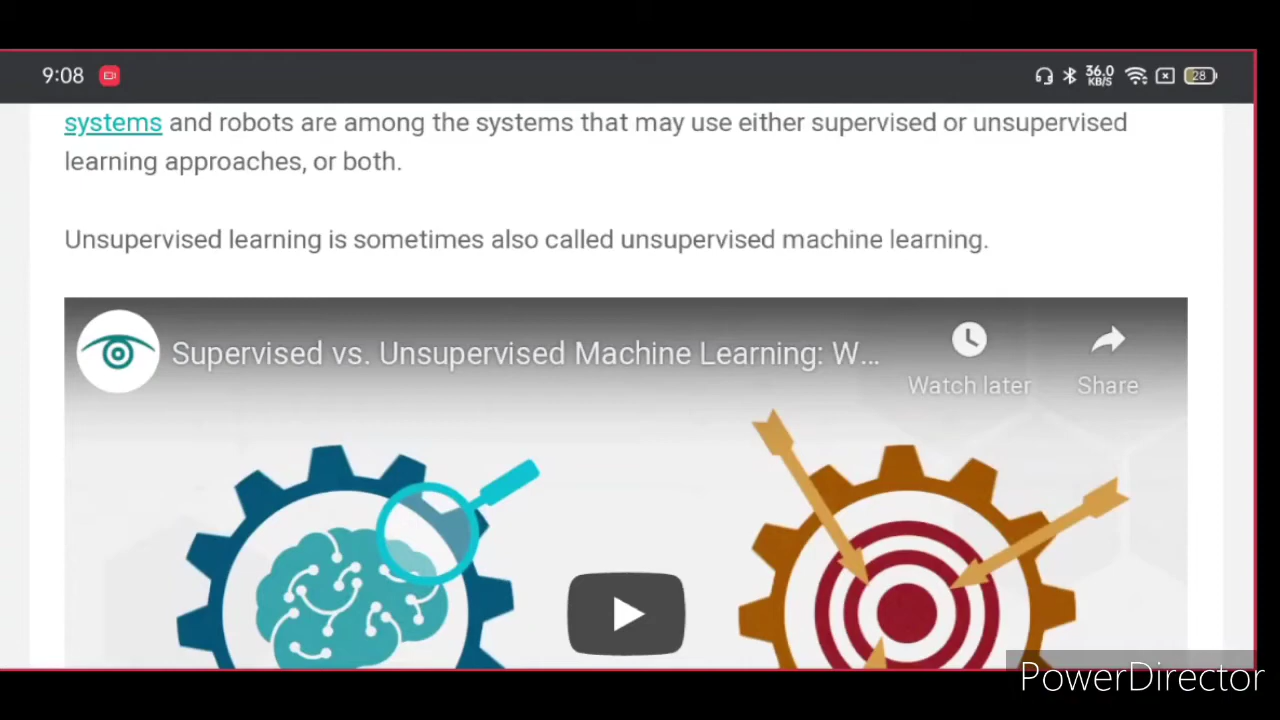 9:08
36.0
KB/S
28
systems and robots are among the systems that may use either supervised or unsupervised
learning approaches, or both.
Unsupervised learning is sometimes also called unsupervised machine learning.
Supervised vs. Unsupervised Machine Learning: W...
Watch later
Share
PowerDirector